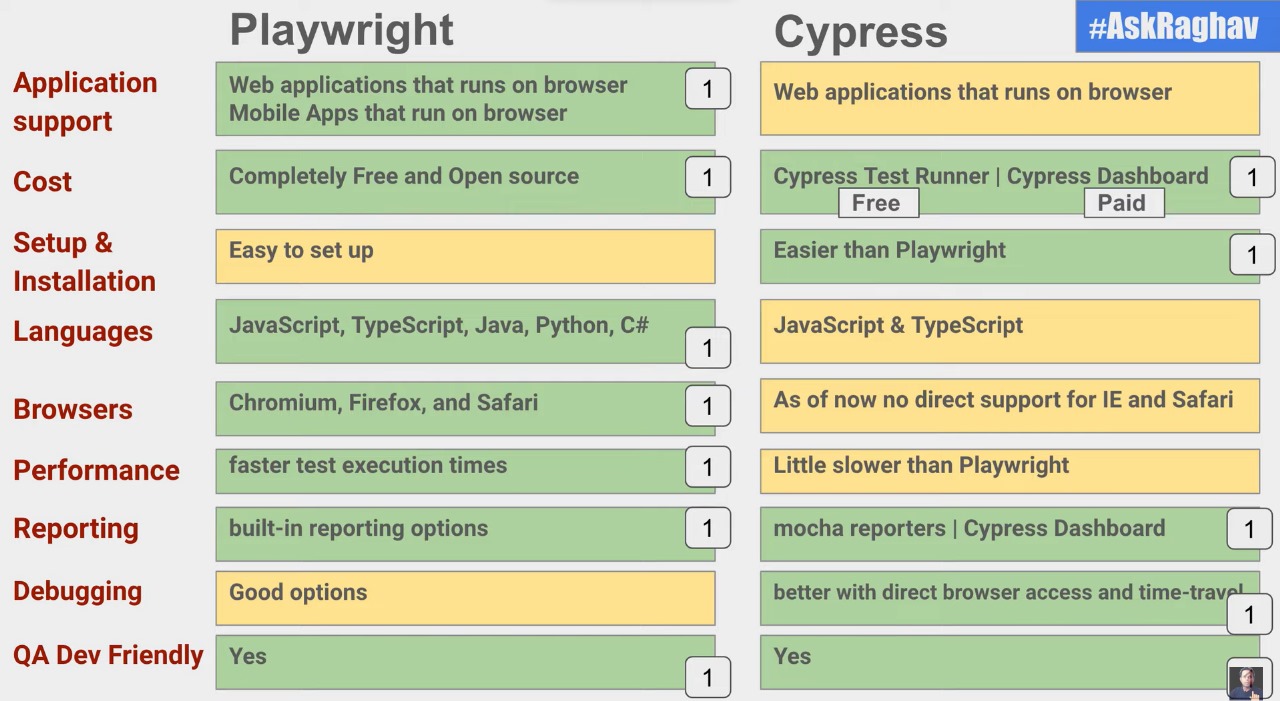 Playwright
Cypress
#AskRaghav
Application
support
Web applications that runs on browser
Mobile Apps that run on browser
1
Web applications that runs on browser
Cost
Completely Free and Open source
1
Cypress Test Runner | Cypress Dashboard
1
Free
Paid
Setup &
Installation
Easy to set up
Easier than Playwright
1
Languages
JavaScript, TypeScript, Java, Python, C#
1
JavaScript & TypeScript
Browsers
Chromium, Firefox, and Safari
1
As of now no direct support for IE and Safari
Performance
faster test execution times
1
Little slower than Playwright
Reporting
built-in reporting options
1
mocha reporters | Cypress Dashboard
1
Debugging
Good options
better with direct browser access and time-travel
1
QA Dev Friendly
Yes
1
Yes